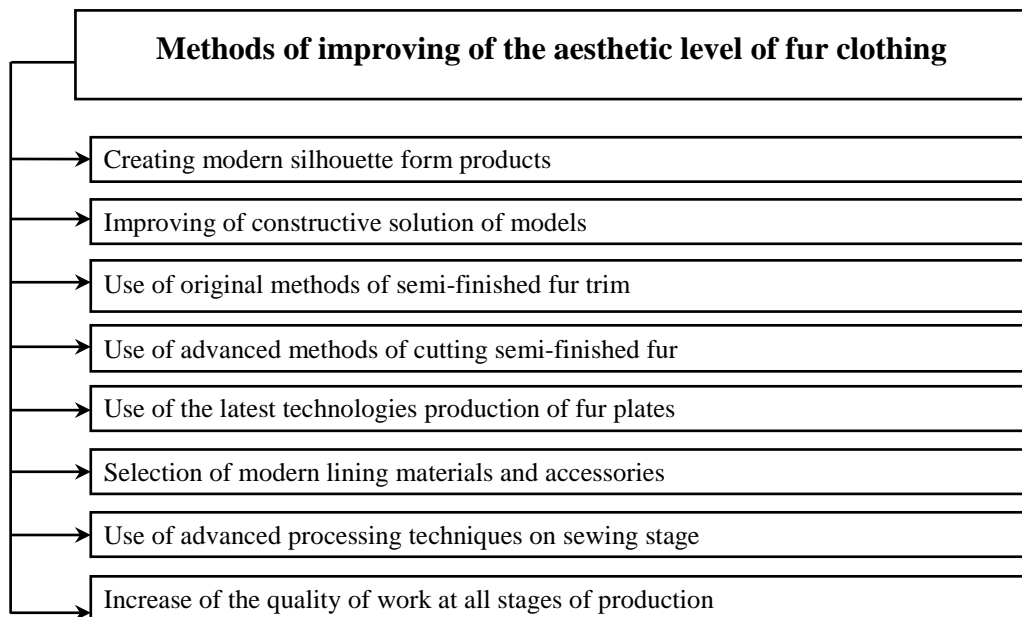 Methods of improving of the aesthetic level of fur clothing
Creating modern silhouette form products
Improving of constructive solution of models
Use of original methods of semi-finished fur trim
Use of advanced methods of cutting semi-finished fur
Use of the latest technologies production of fur plates
Selection of modern lining materials and accessories
Use of advanced processing techniques on sewing stage
Increase of the quality of work at all stages of production